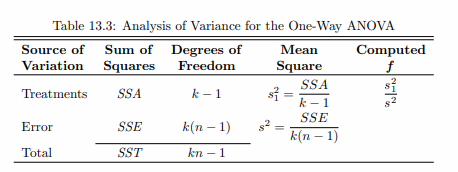 Table 13.3: Analysis of Variance for the One-Way ANOVA
Source of Variation | Sum of Squares | Degrees of Freedom | Mean Square | Computed f
Treatments | SSA | k − 1 | s₁² = SSA / (k − 1) | s₁² / s²
Error | SSE | k(n − 1) | s² = SSE / k(n − 1)
Total | SST | kn − 1